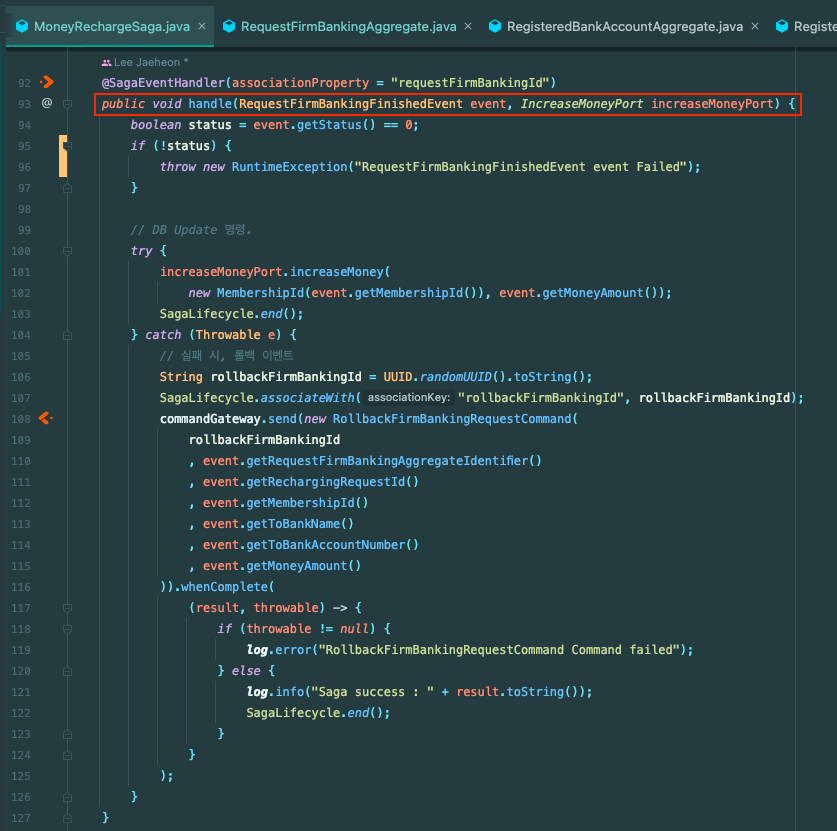 MoneyRechargeSaga.java × RequestFirmBankingAggregate.java × RegisteredBankAccountAggregate.java × Registe
Lee Jaeheon *
92 @SagaEventHandler(associationProperty = "requestFirmBankingId")
93 @ public void handle(RequestFirmBankingFinishedEvent event, IncreaseMoneyPort increaseMoneyPort) {
94 boolean status = event.getStatus() == 0;
95 if (!status) {
96 throw new RuntimeException("RequestFirmBankingFinishedEvent event Failed");
97 }
98
99 // DB Update 명령.
100 try {
101 increaseMoneyPort.increaseMoney(
102 new MembershipId(event.getMembershipId()), event.getMoneyAmount());
103 SagaLifecycle.end();
104 } catch (Throwable e) {
105 // 실패 시, 롤백 이벤트
106 String rollbackFirmBankingId = UUID.randomUUID().toString();
107 SagaLifecycle.associateWith( associationKey: "rollbackFirmBankingId", rollbackFirmBankingId);
108 commandGateway.send(new RollbackFirmBankingRequestCommand(
109 rollbackFirmBankingId
110 , event.getRequestFirmBankingAggregateIdentifier()
111 , event.getRechargingRequestId()
112 , event.getMembershipId()
113 , event.getToBankName()
114 , event.getToBankAccountNumber()
115 , event.getMoneyAmount()
116 )).whenComplete(
117 (result, throwable) -> {
118 if (throwable != null) {
119 log.error("RollbackFirmBankingRequestCommand Command failed");
120 } else {
121 log.info("Saga success : " + result.toString());
122 SagaLifecycle.end();
123 }
124 }
125 );
126 }
127 }